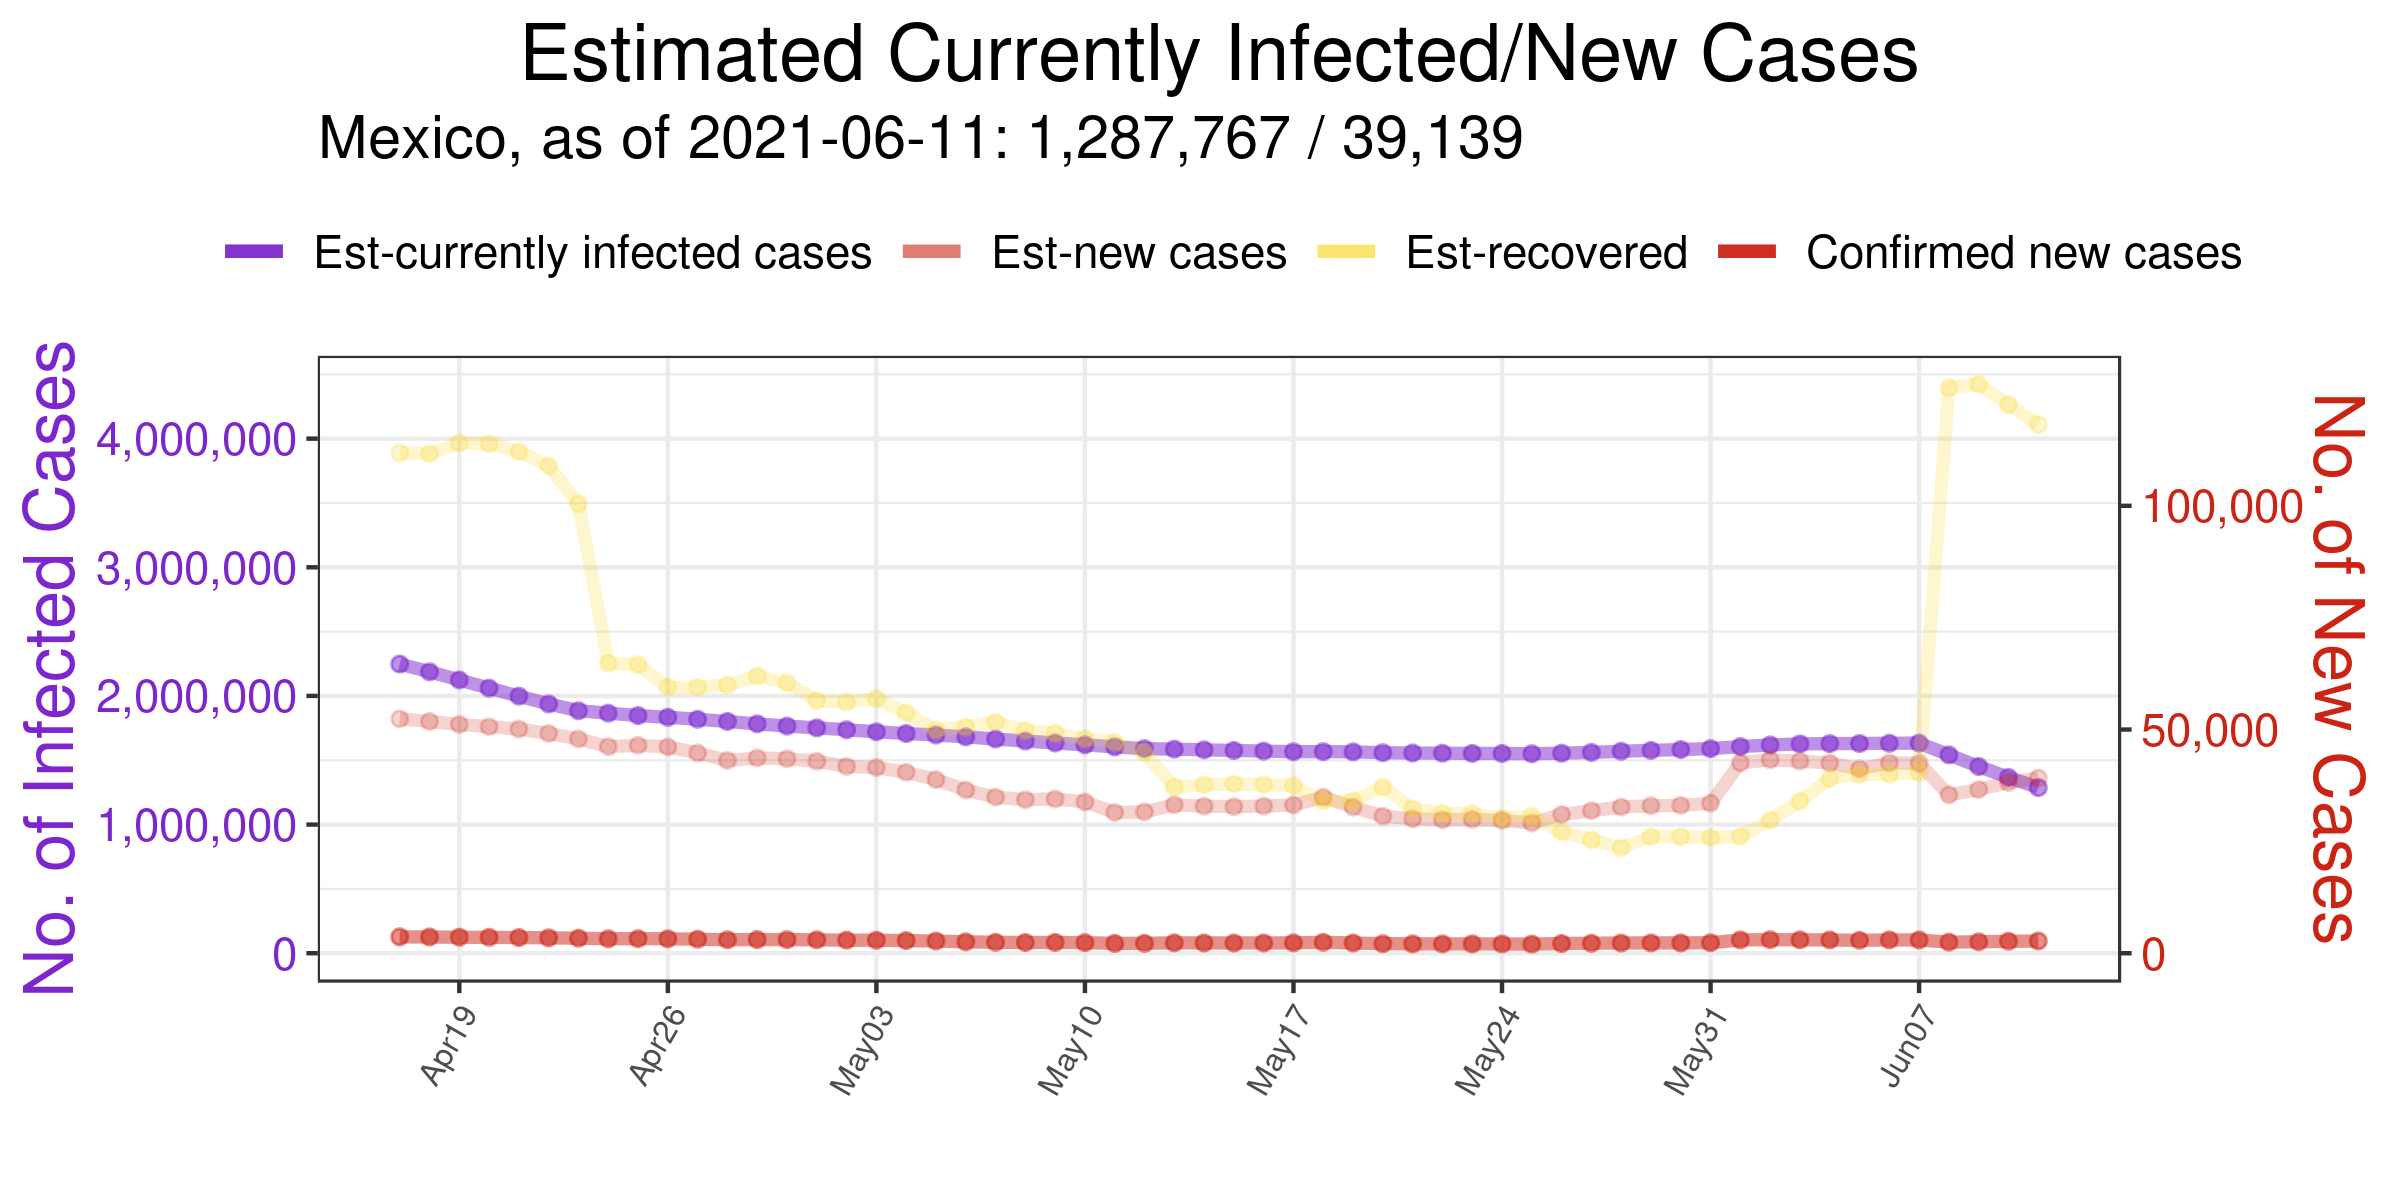 Estimated Currently Infected/New Cases
Mexico, as of 2021-06-11: 1,287,767 / 39,139
Est-currently infected cases Est-new cases Est-recovered Confirmed new cases
No. of Infected Cases
4,000,000
3,000,000
2,000,000
1,000,000
0
100,000
50,000
0
No. of New Cases
Apr19 Apr26 May03 May10 May17 May24 May31 Jun07